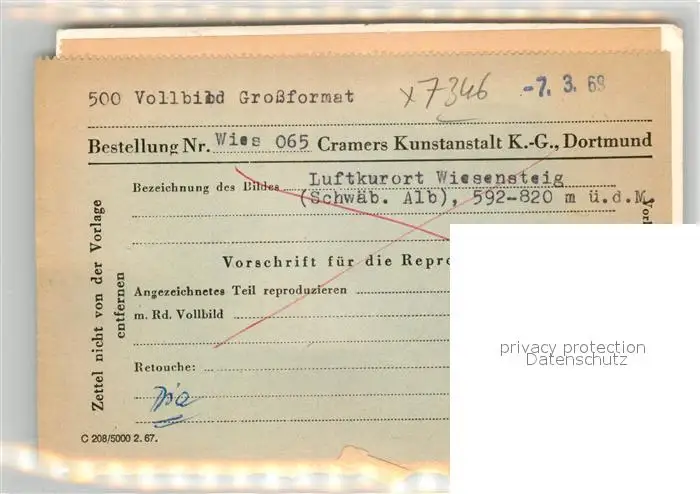 500 Vollbild Großformat x7346 -7. 3. 69
Bestellung Nr. Wies 065 Cramers Kunstanstalt K.-G., Dortmund
Bezeichnung des Bildes Luftkurort Wiesensteig
(Schwäb. Alb), 592-820 m ü.d.M.
Vorschrift für die Repro
Angezeichnetes Teil reproduzieren
m. Rd. Vollbild
Retouche:
Dia
C 208/5000 2. 67.
Zettel nicht von der Vorlage
entfernen
privacy protection
Datenschutz